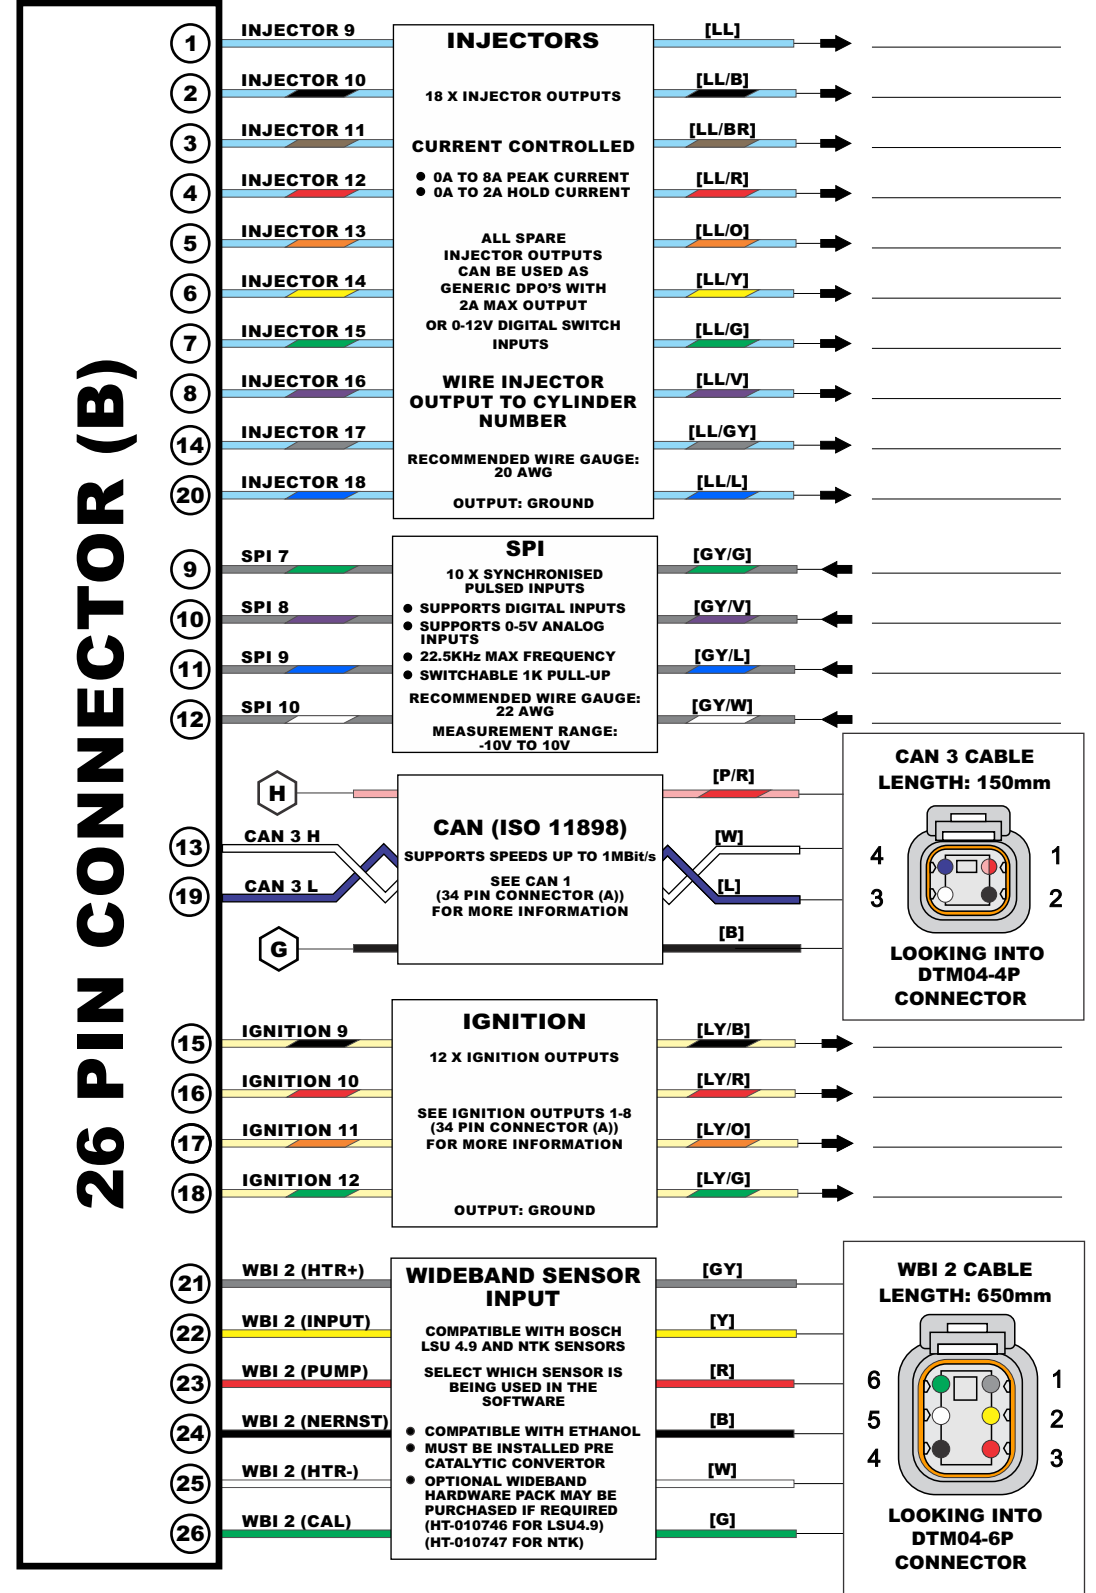 26 PIN CONNECTOR (B)
1 INJECTOR 9 [LL]
2 INJECTOR 10 [LL/B]
3 INJECTOR 11 [LL/BR]
4 INJECTOR 12 [LL/R]
5 INJECTOR 13 [LL/O]
6 INJECTOR 14 [LL/Y]
7 INJECTOR 15 [LL/G]
8 INJECTOR 16 [LL/V]
14 INJECTOR 17 [LL/GY]
20 INJECTOR 18 [LL/L]
INJECTORS
18 X INJECTOR OUTPUTS
CURRENT CONTROLLED
● 0A TO 8A PEAK CURRENT
● 0A TO 2A HOLD CURRENT
ALL SPARE
INJECTOR OUTPUTS
CAN BE USED AS
GENERIC DPO'S WITH
2A MAX OUTPUT
OR 0-12V DIGITAL SWITCH
INPUTS
WIRE INJECTOR
OUTPUT TO CYLINDER
NUMBER
RECOMMENDED WIRE GAUGE:
20 AWG
OUTPUT: GROUND
9 SPI 7 [GY/G]
10 SPI 8 [GY/V]
11 SPI 9 [GY/L]
12 SPI 10 [GY/W]
SPI
10 X SYNCHRONISED
PULSED INPUTS
● SUPPORTS DIGITAL INPUTS
● SUPPORTS 0-5V ANALOG
INPUTS
● 22.5KHz MAX FREQUENCY
● SWITCHABLE 1K PULL-UP
RECOMMENDED WIRE GAUGE:
22 AWG
MEASUREMENT RANGE:
-10V TO 10V
H [P/R]
13 CAN 3 H [W]
19 CAN 3 L [L]
G [B]
CAN (ISO 11898)
SUPPORTS SPEEDS UP TO 1MBit/s
SEE CAN 1
(34 PIN CONNECTOR (A))
FOR MORE INFORMATION
CAN 3 CABLE
LENGTH: 150mm
4 1
3 2
LOOKING INTO
DTM04-4P
CONNECTOR
15 IGNITION 9 [LY/B]
16 IGNITION 10 [LY/R]
17 IGNITION 11 [LY/O]
18 IGNITION 12 [LY/G]
IGNITION
12 X IGNITION OUTPUTS
SEE IGNITION OUTPUTS 1-8
(34 PIN CONNECTOR (A))
FOR MORE INFORMATION
OUTPUT: GROUND
21 WBI 2 (HTR+) [GY]
22 WBI 2 (INPUT) [Y]
23 WBI 2 (PUMP) [R]
24 WBI 2 (NERNST) [B]
25 WBI 2 (HTR-) [W]
26 WBI 2 (CAL) [G]
WIDEBAND SENSOR
INPUT
COMPATIBLE WITH BOSCH
LSU 4.9 AND NTK SENSORS
SELECT WHICH SENSOR IS
BEING USED IN THE
SOFTWARE
● COMPATIBLE WITH ETHANOL
● MUST BE INSTALLED PRE
CATALYTIC CONVERTOR
● OPTIONAL WIDEBAND
HARDWARE PACK MAY BE
PURCHASED IF REQUIRED
(HT-010746 FOR LSU4.9)
(HT-010747 FOR NTK)
WBI 2 CABLE
LENGTH: 650mm
6 1
5 2
4 3
LOOKING INTO
DTM04-6P
CONNECTOR